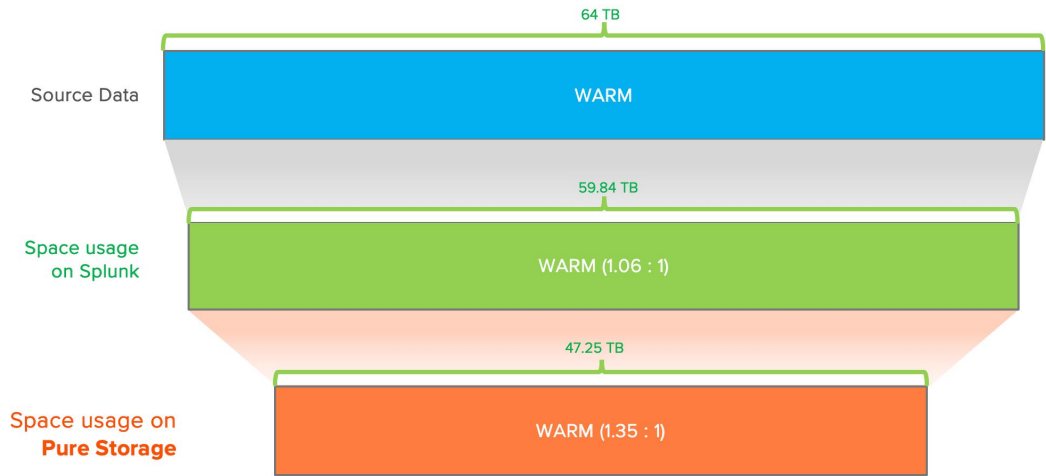 64 TB
Source Data
WARM
59.84 TB
Space usage
on Splunk
WARM (1.06 : 1)
47.25 TB
Space usage on
Pure Storage
WARM (1.35 : 1)